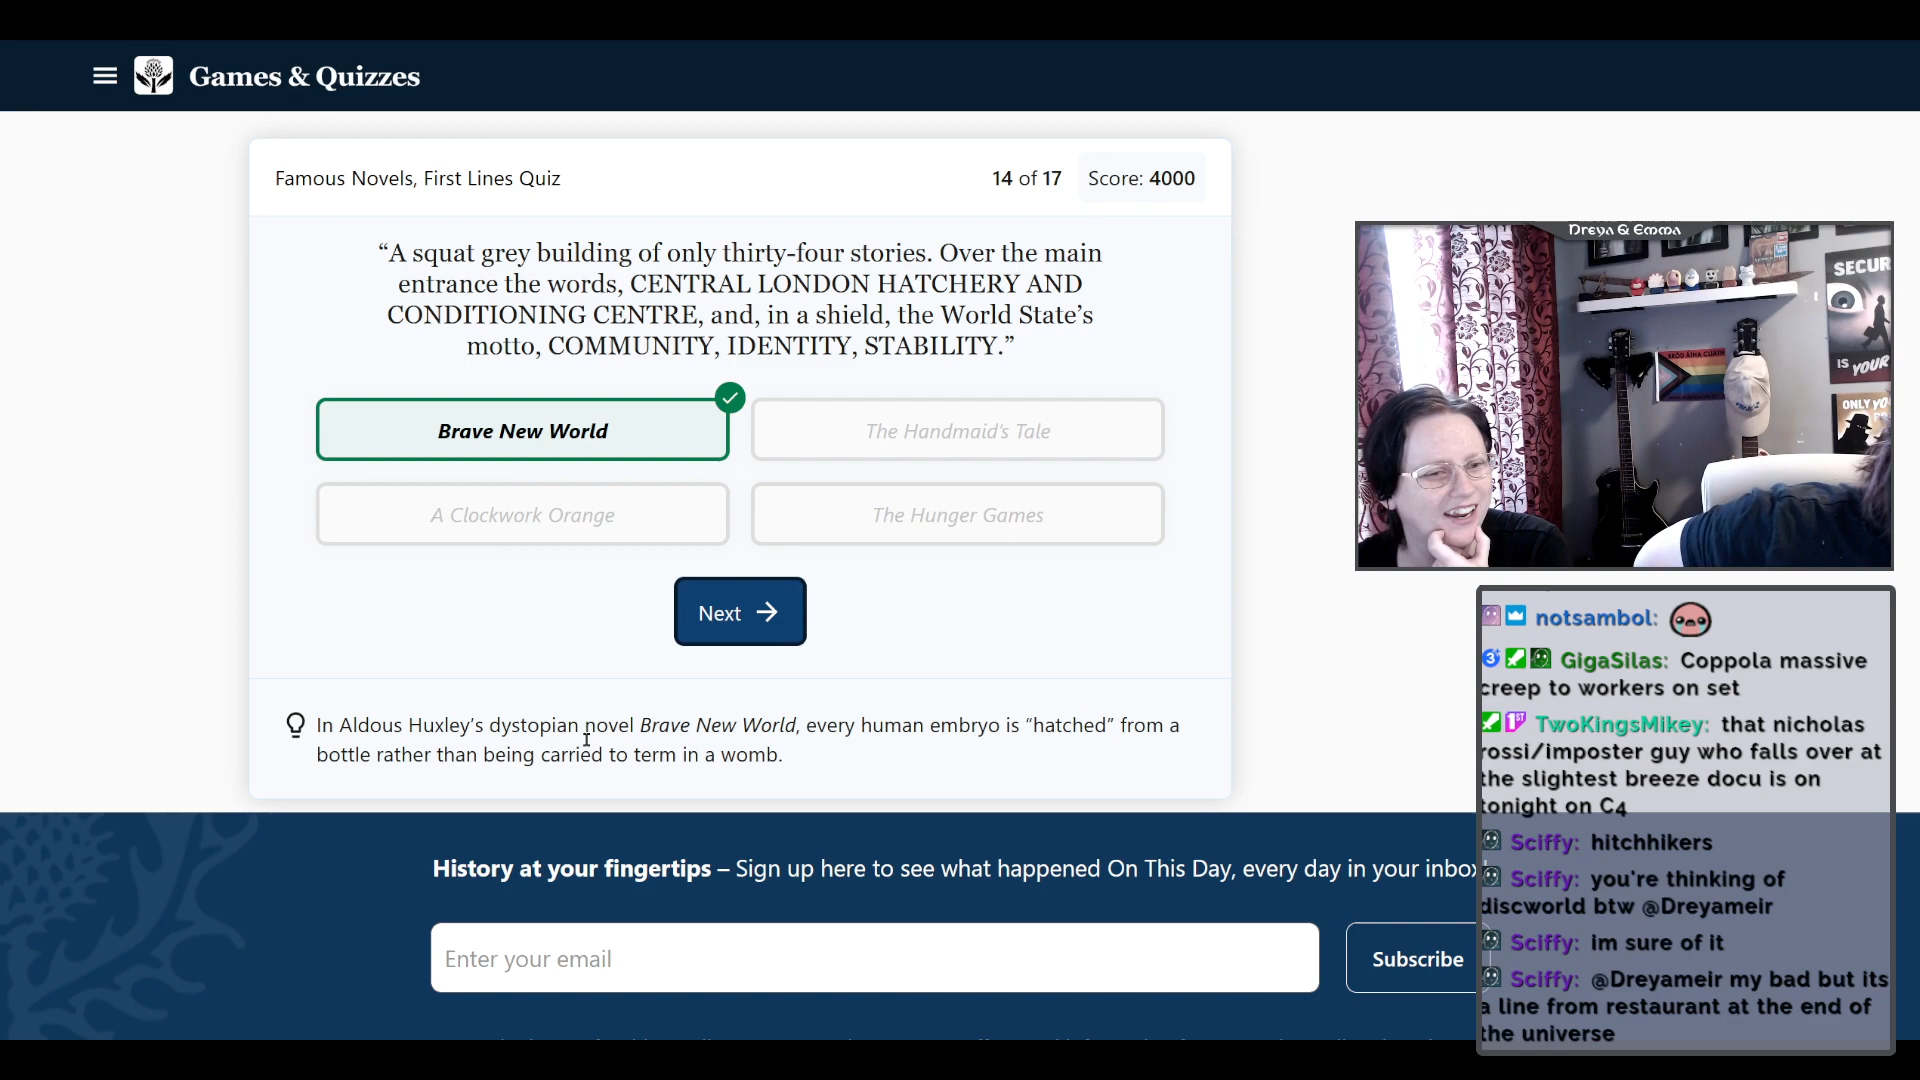 Games & Quizzes
Famous Novels, First Lines Quiz
14 of 17
Score: 4000
“A squat grey building of only thirty-four stories. Over the main
entrance the words, CENTRAL LONDON HATCHERY AND
CONDITIONING CENTRE, and, in a shield, the World State’s
motto, COMMUNITY, IDENTITY, STABILITY.”
Brave New World
The Handmaid’s Tale
A Clockwork Orange
The Hunger Games
Next
In Aldous Huxley’s dystopian novel Brave New World, every human embryo is “hatched” from a
bottle rather than being carried to term in a womb.
History at your fingertips – Sign up here to see what happened On This Day, every day in your inbox
Enter your email
Subscribe
Dreya & Emma
SECUR
IS YOUR
ONLY YO
notsambol:
GigaSilas: Coppola massive
creep to workers on set
TwoKingsMikey: that nicholas
rossi/imposter guy who falls over at
the slightest breeze docu is on
tonight on C4
Sciffy: hitchhikers
Sciffy: you're thinking of
discworld btw @Dreyameir
Sciffy: im sure of it
Sciffy: @Dreyameir my bad but its
a line from restaurant at the end of
the universe